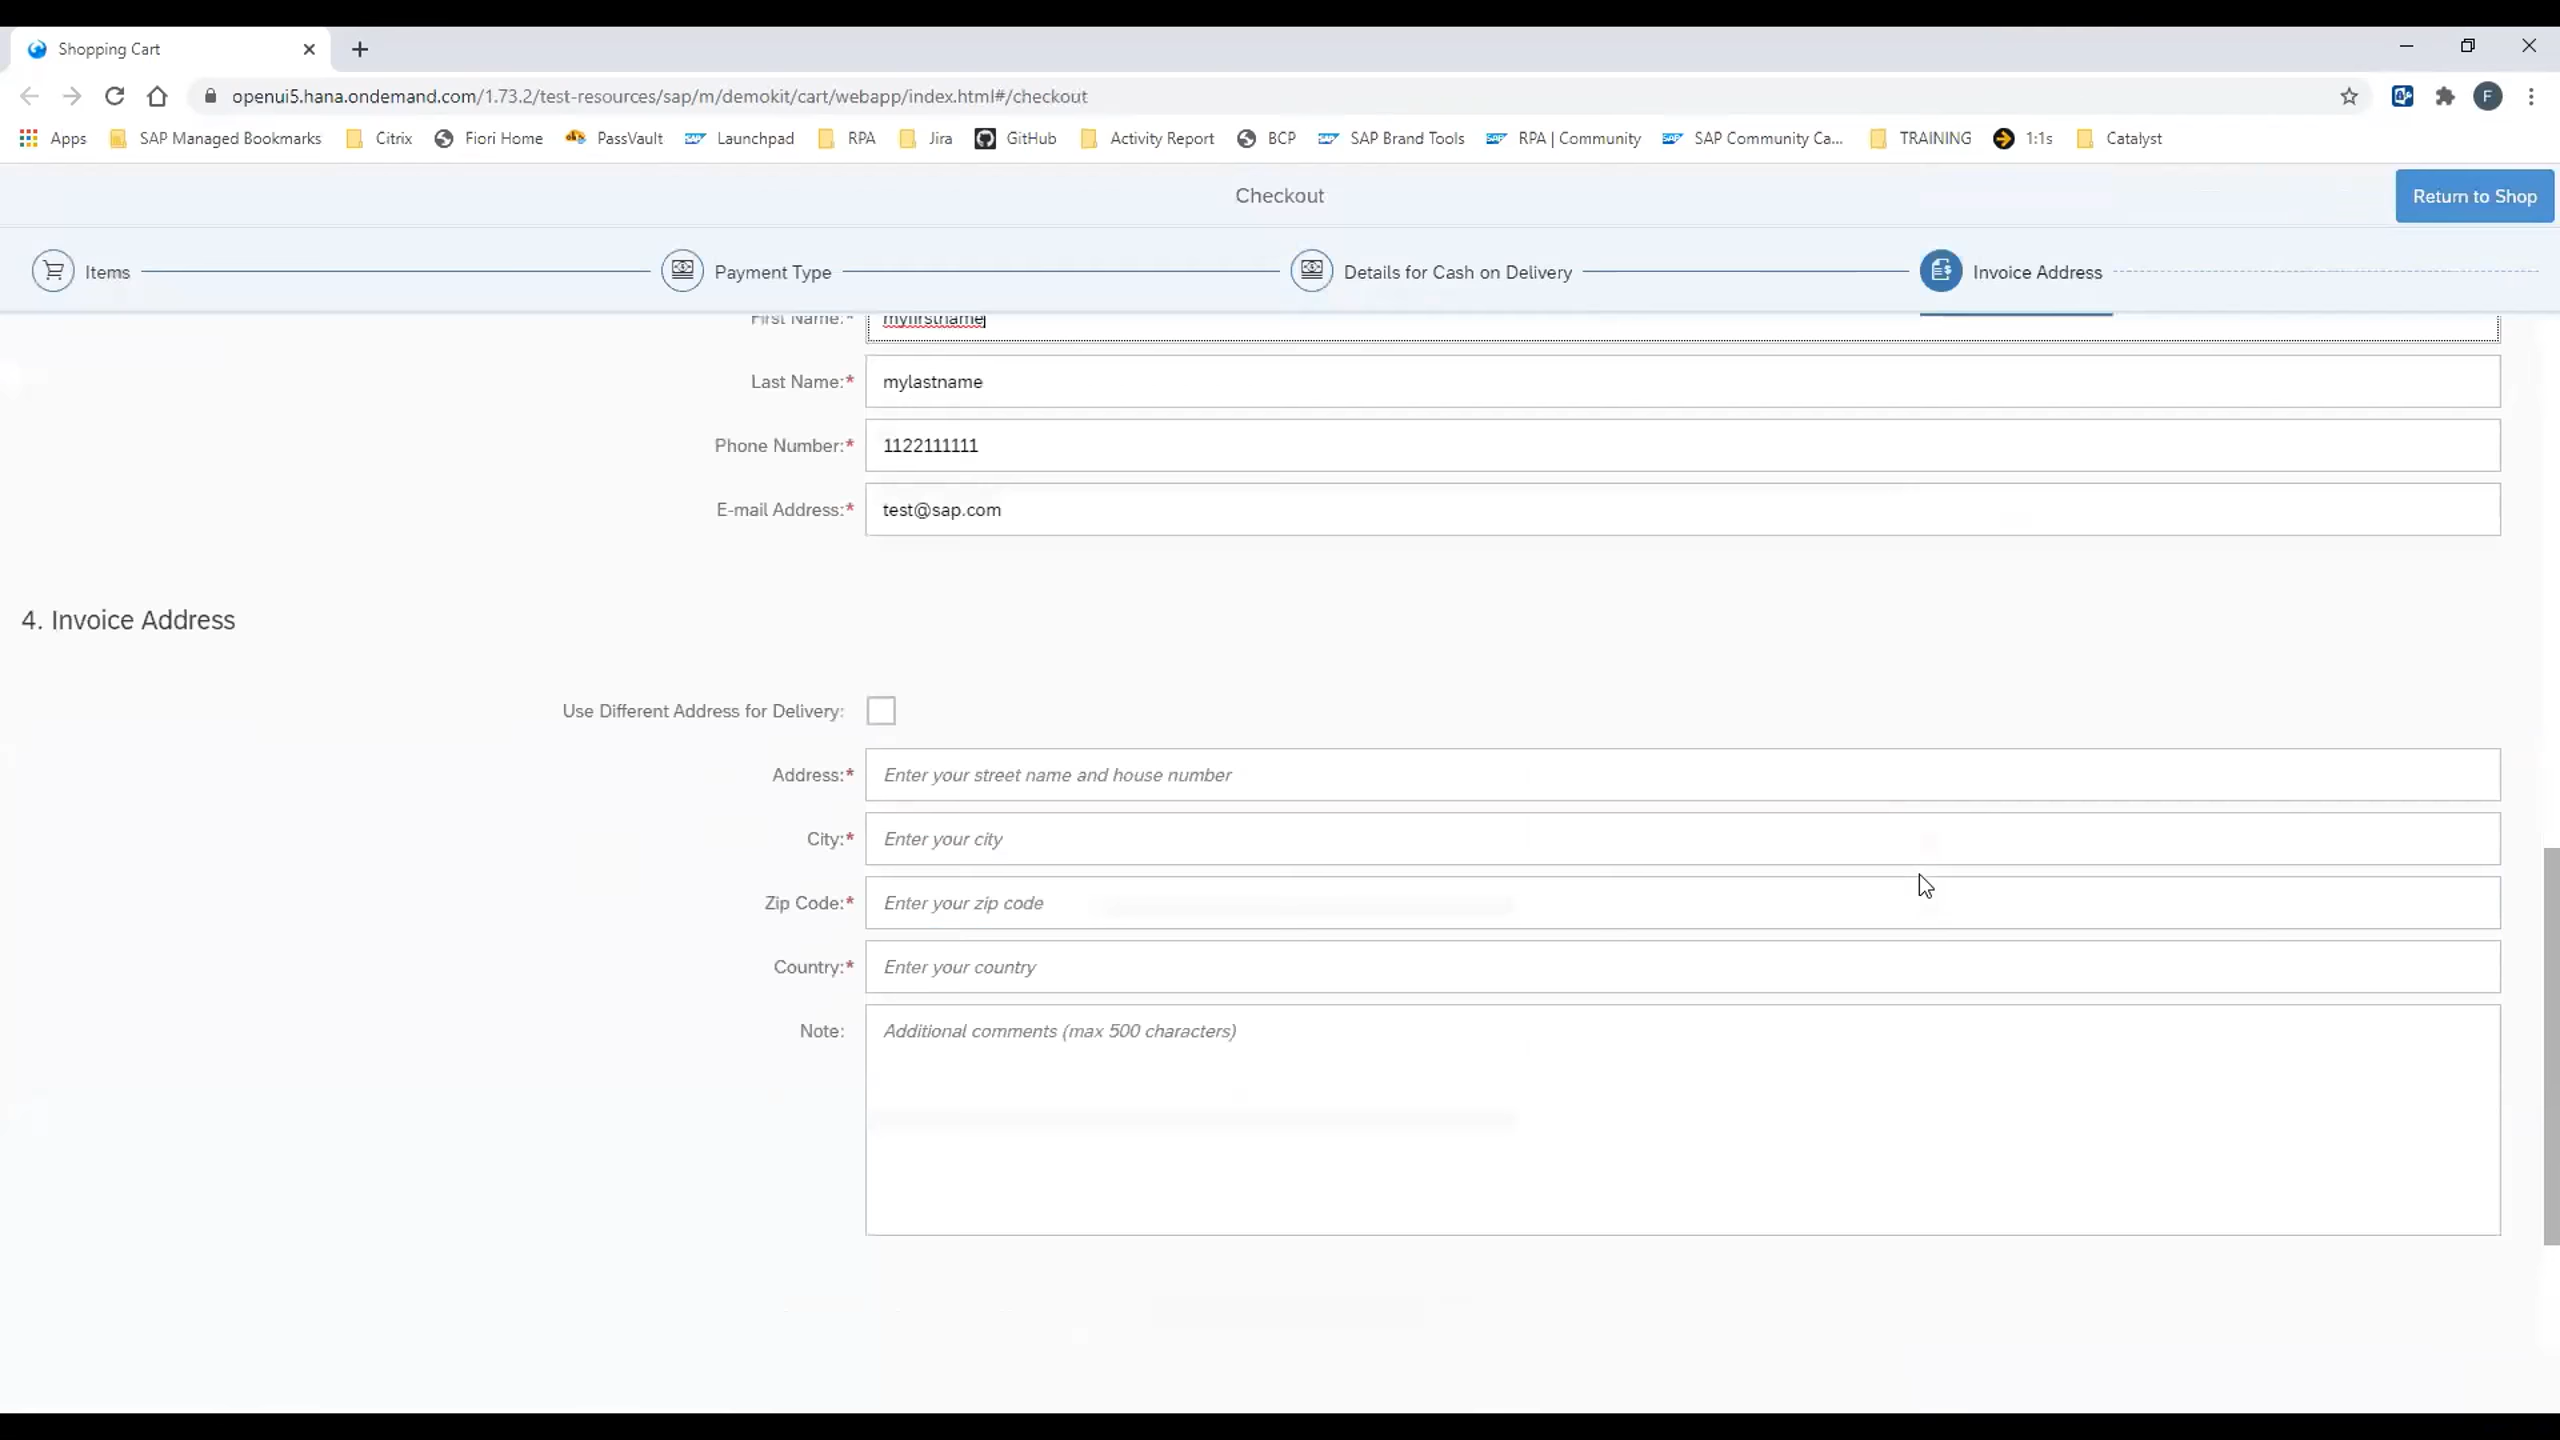 Shopping Cart
openui5.hana.ondemand.com/1.73.2/test-resources/sap/m/demokit/cart/webapp/index.html#/checkout
F
Apps SAP Managed Bookmarks Citrix Fiori Home PassVault Launchpad RPA Jira GitHub Activity Report BCP SAP Brand Tools RPA | Community SAP Community Ca... TRAINING 1:1s Catalyst
Checkout
Return to Shop
Items Payment Type Details for Cash on Delivery Invoice Address
First Name:* myfirstname
Last Name:* mylastname
Phone Number:* 1122111111
E-mail Address:* test@sap.com
4. Invoice Address
Use Different Address for Delivery:
Address:* Enter your street name and house number
City:* Enter your city
Zip Code:* Enter your zip code
Country:* Enter your country
Note: Additional comments (max 500 characters)